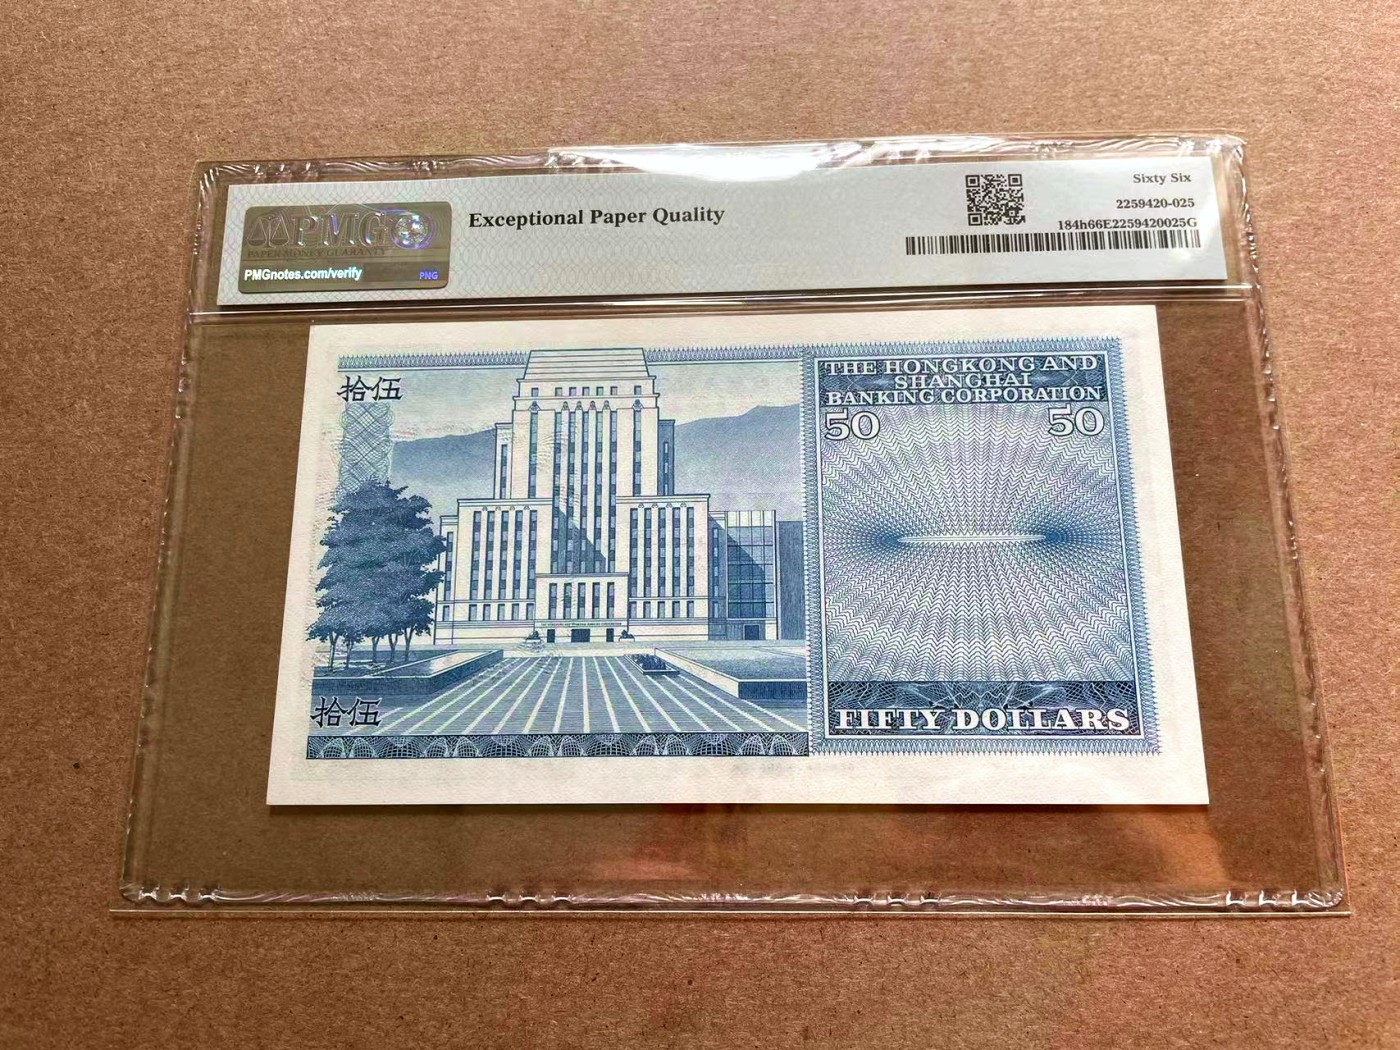 PMG
PAPER MONEY GUARANTY
PMGnotes.com/verify
PNG
Exceptional Paper Quality
Sixty Six
2259420-025
184h66E2259420025G
拾伍
THE HONGKONG AND
SHANGHAI
BANKING CORPORATION
50 50
拾伍
FIFTY DOLLARS